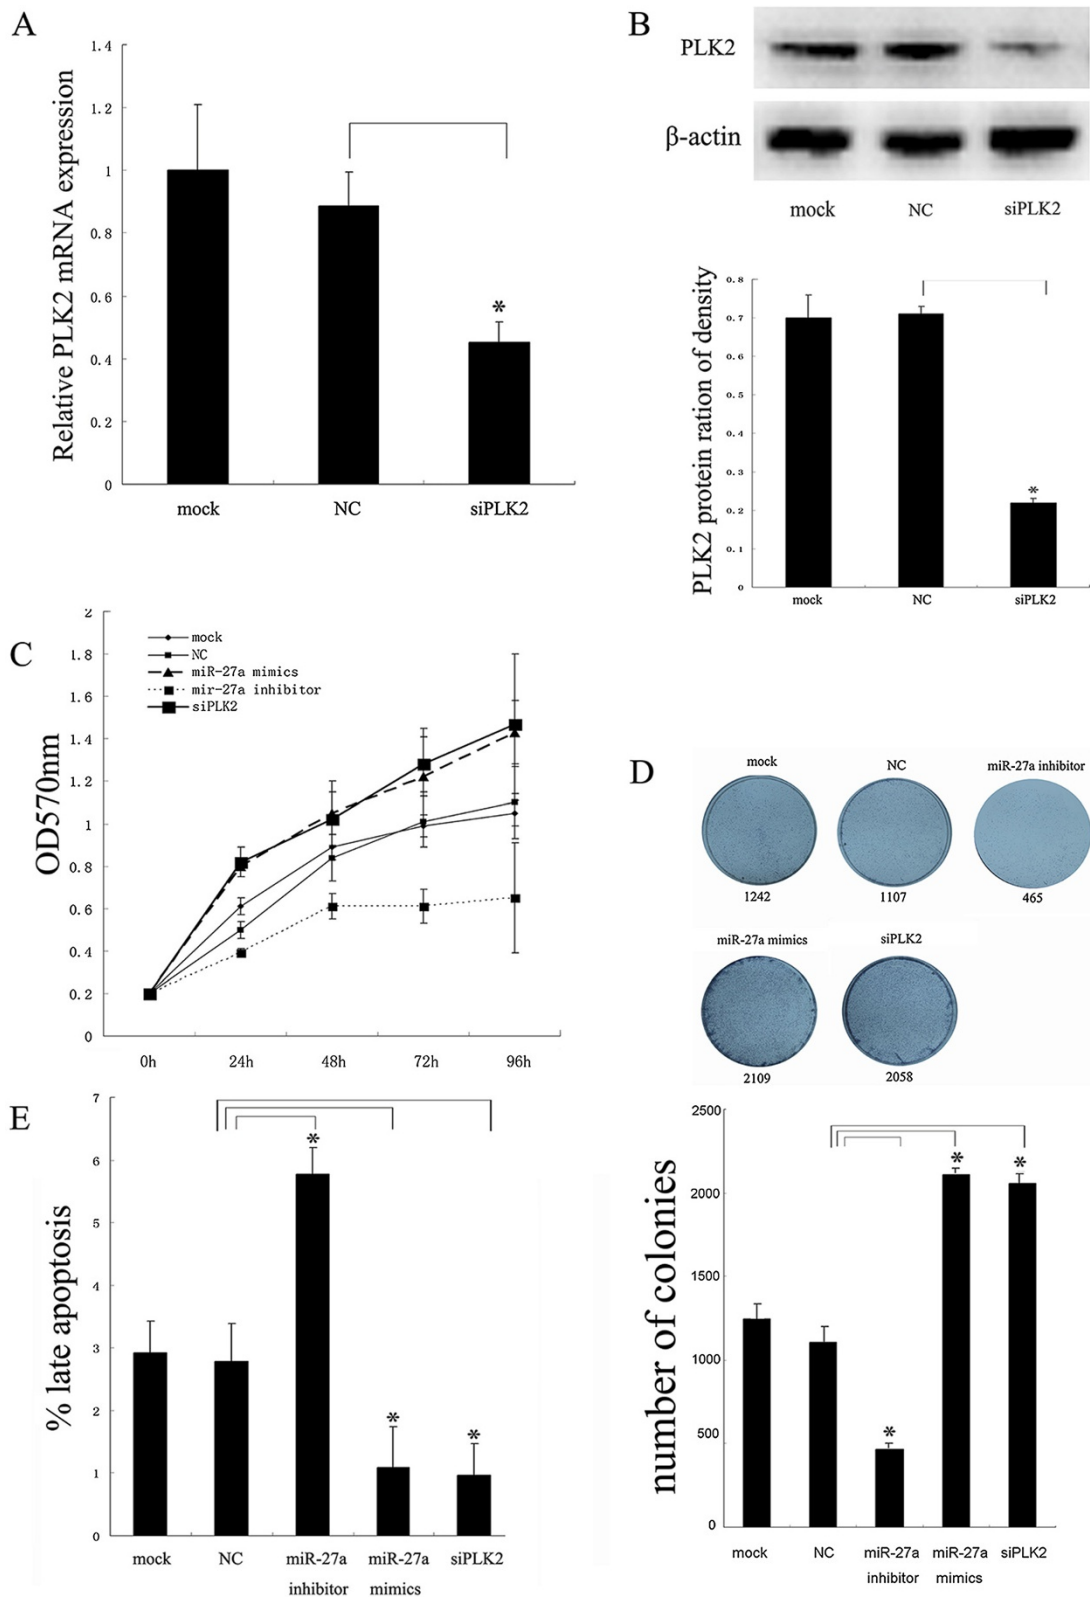 A
Relative PLK2 mRNA expression
1.4
1.2
1
0.8
0.6
0.4
0.2
0
*
mock NC siPLK2
B
PLK2
β-actin
mock NC siPLK2
PLK2 protein ration of density
0.8
0.7
0.6
0.5
0.4
0.3
0.2
0.1
0
*
mock NC siPLK2
C
OD570nm
2
1.8
1.6
1.4
1.2
1
0.8
0.6
0.4
0.2
0
mock
NC
miR-27a mimics
mir-27a inhibitor
siPLK2
0h 24h 48h 72h 96h
D
mock NC miR-27a inhibitor
1242 1107 465
miR-27a mimics siPLK2
2109 2058
number of colonies
2500
2000
1500
1000
500
0
* * *
mock NC miR-27a miR-27a siPLK2
inhibitor mimics
E
% late apoptosis
7
6
5
4
3
2
1
0
* * *
mock NC miR-27a miR-27a siPLK2
inhibitor mimics